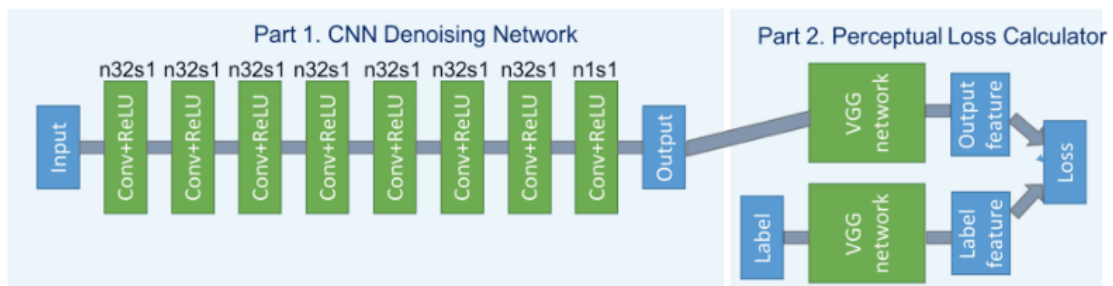 Part 1. CNN Denoising Network
n32s1 n32s1 n32s1 n32s1 n32s1 n32s1 n32s1 n1s1
Input
Conv+ReLU
Conv+ReLU
Conv+ReLU
Conv+ReLU
Conv+ReLU
Conv+ReLU
Conv+ReLU
Conv+ReLU
Output
Part 2. Perceptual Loss Calculator
VGG
network
Output
feature
Loss
Label
VGG
network
Label
feature